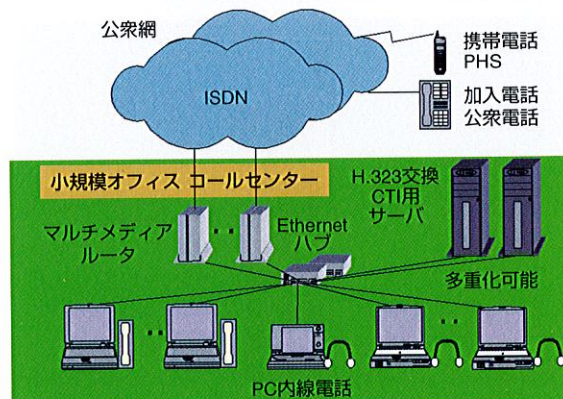 公衆網
ISDN
携帯電話
PHS
加入電話
公衆電話
小規模オフィス コールセンター
H.323交換
CTI用
サーバ
マルチメディア
ルータ
Ethernet
ハブ
多重化可能
PC内線電話